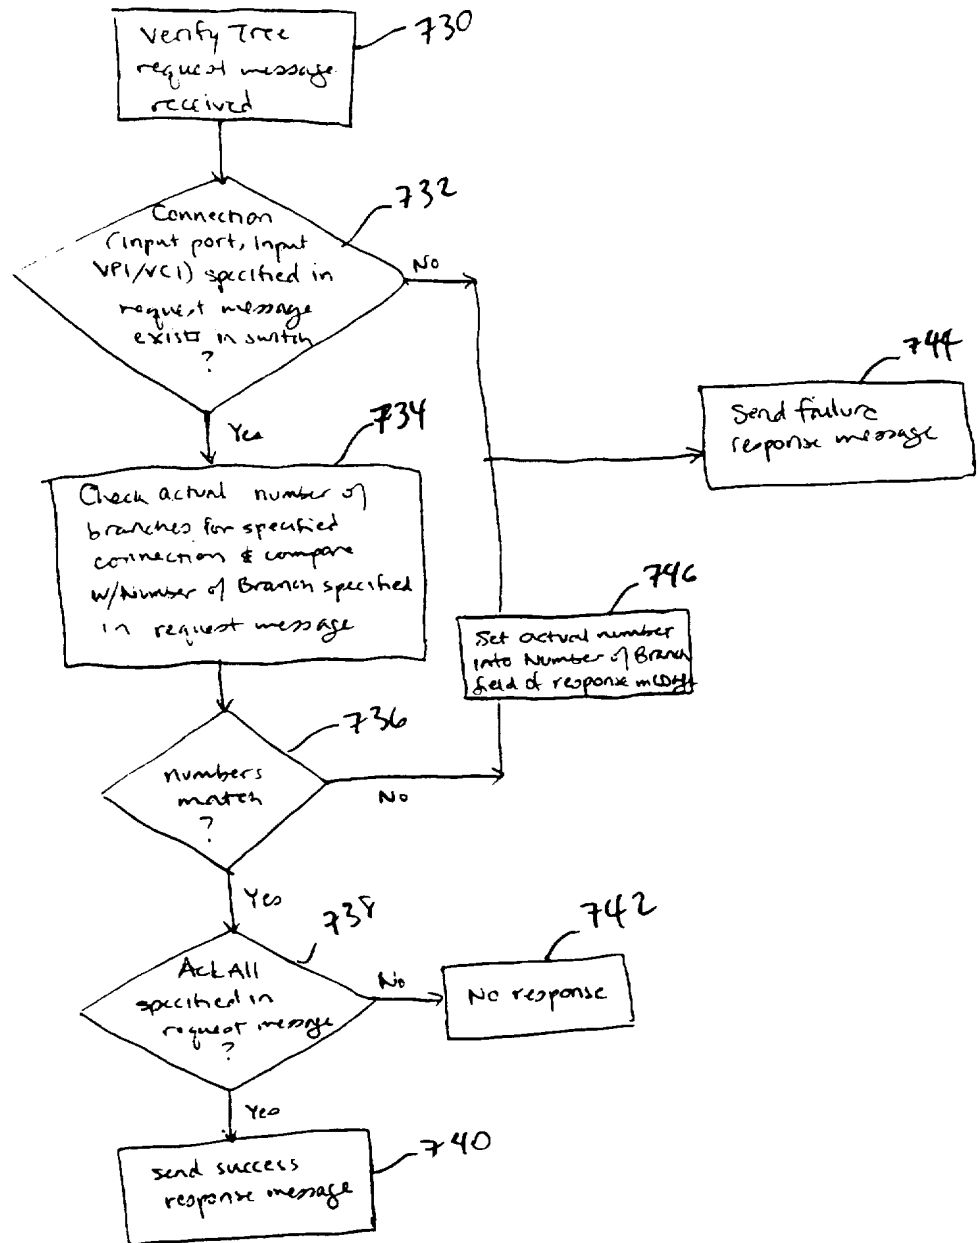 Verify Tree
request message
received
730
Connection
(input port, input
VPI/VCI) specified in
request message
exists in switch
?
732
No
Yes
734
Check actual number of
branches for specified
connection & compare
w/Number of Branch specified
in request message
744
Send failure
response message
746
Set actual number
into Number of Branch
field of response message
736
numbers
match
?
No
Yes
738
Ack All
specified in
request message
?
No
742
No response
Yes
740
send success
response message